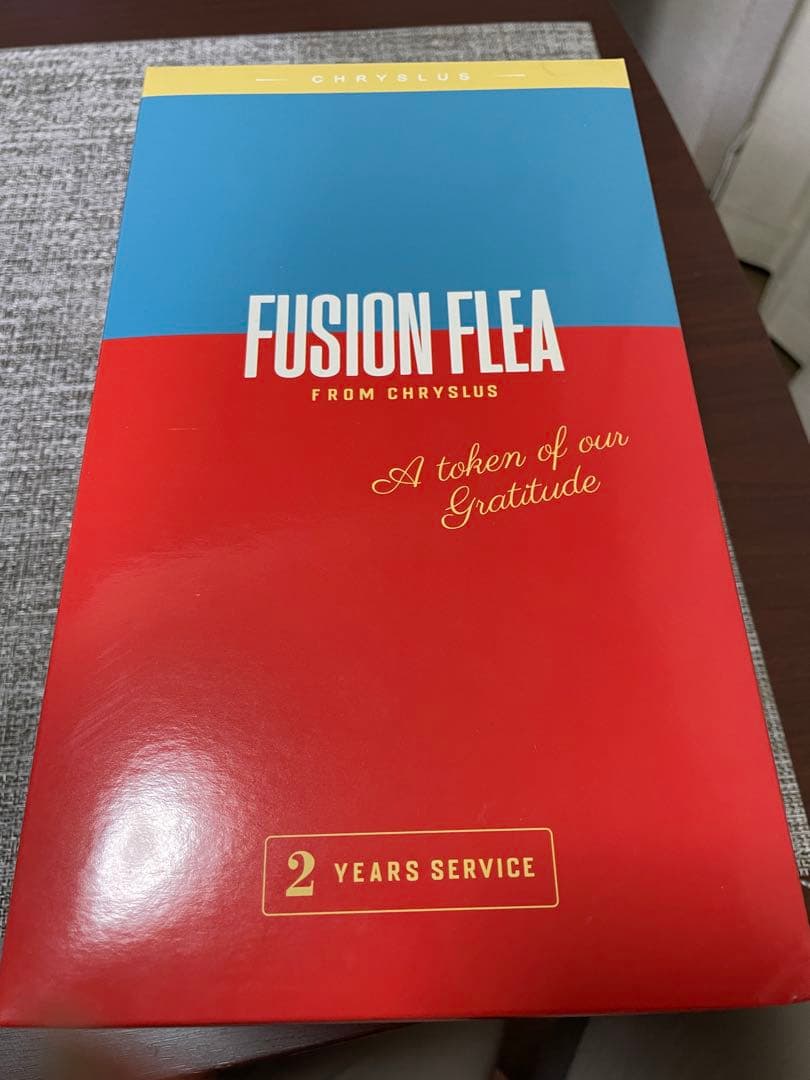 CHRYSLUS
FUSION FLEA
FROM CHRYSLUS
A token of our
Gratitude
2 YEARS SERVICE